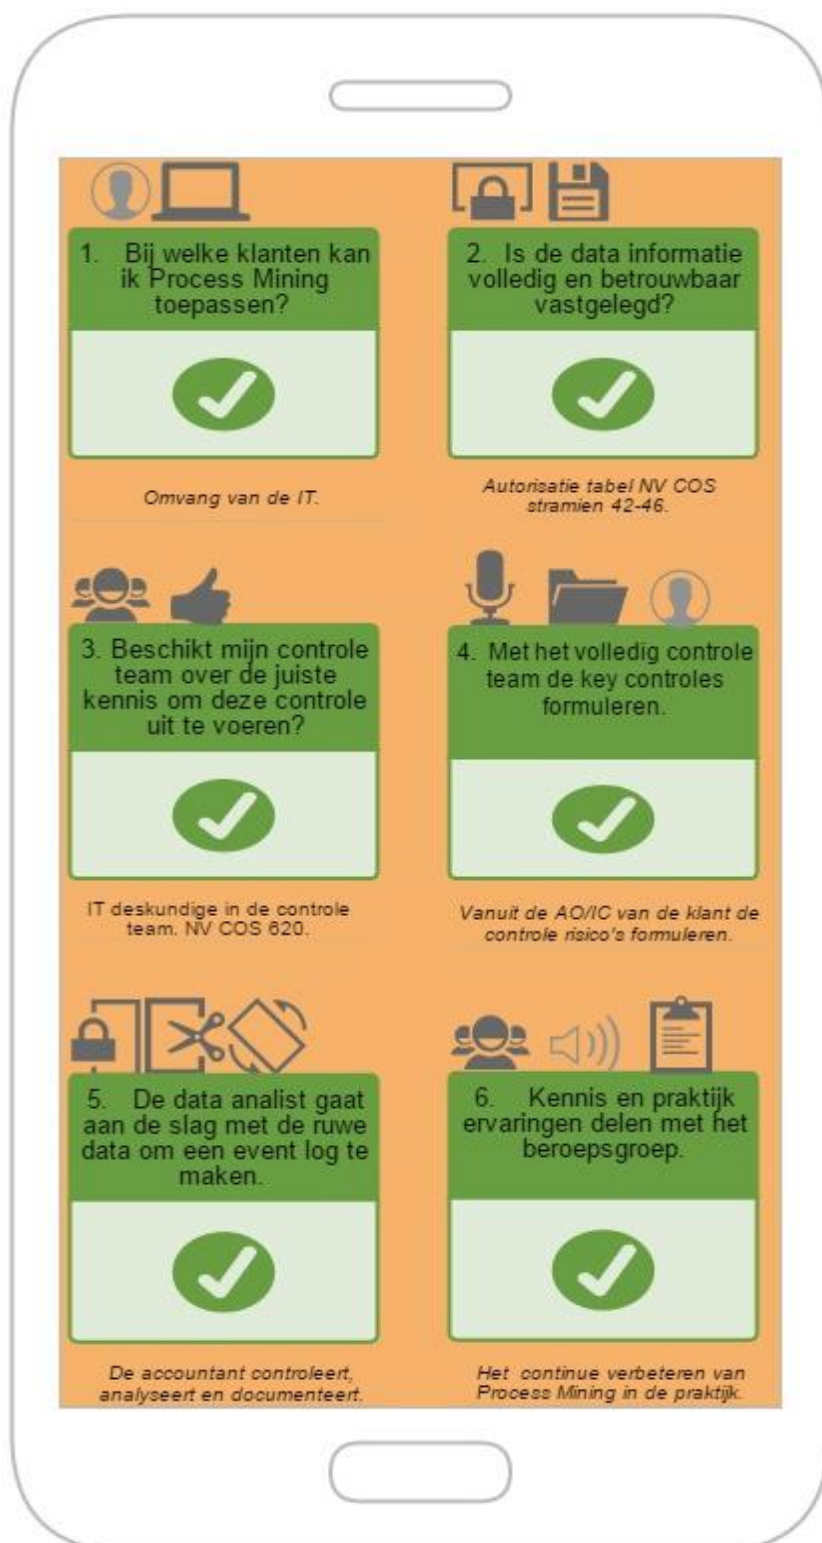 1. Bij welke klanten kan
ik Process Mining
toepassen?
Omvang van de IT.
2. Is de data informatie
volledig en betrouwbaar
vastgelegd?
Autorisatie tabel NV COS
stramien 42-46.
3. Beschikt mijn controle
team over de juiste
kennis om deze controle
uit te voeren?
IT deskundige in de controle
team. NV COS 620.
4. Met het volledig controle
team de key controles
formuleren.
Vanuit de AO/IC van de klant de
controle risico's formuleren.
5. De data analist gaat
aan de slag met de ruwe
data om een event log te
maken.
De accountant controleert,
analyseert en documenteert.
6. Kennis en praktijk
ervaringen delen met het
beroepsgroep.
Het continue verbeteren van
Process Mining in de praktijk.